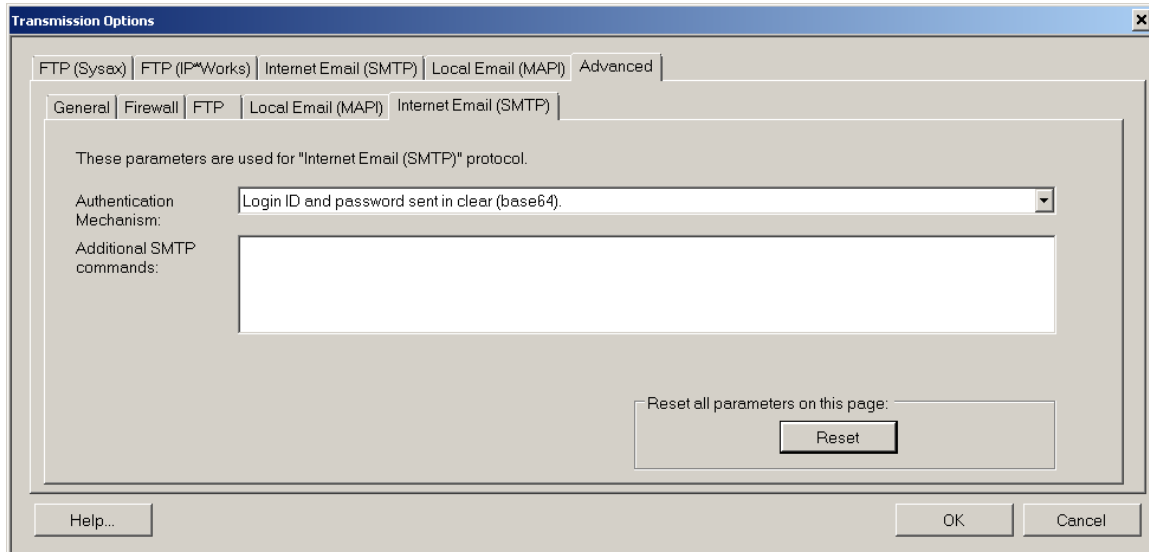 Transmission Options
FTP (Sysax) FTP (IP*Works) Internet Email (SMTP) Local Email (MAPI) Advanced
General Firewall FTP Local Email (MAPI) Internet Email (SMTP)
These parameters are used for "Internet Email (SMTP)" protocol.
Authentication Mechanism:
Login ID and password sent in clear (base64).
Additional SMTP commands:
Reset all parameters on this page:
Reset
Help... OK Cancel